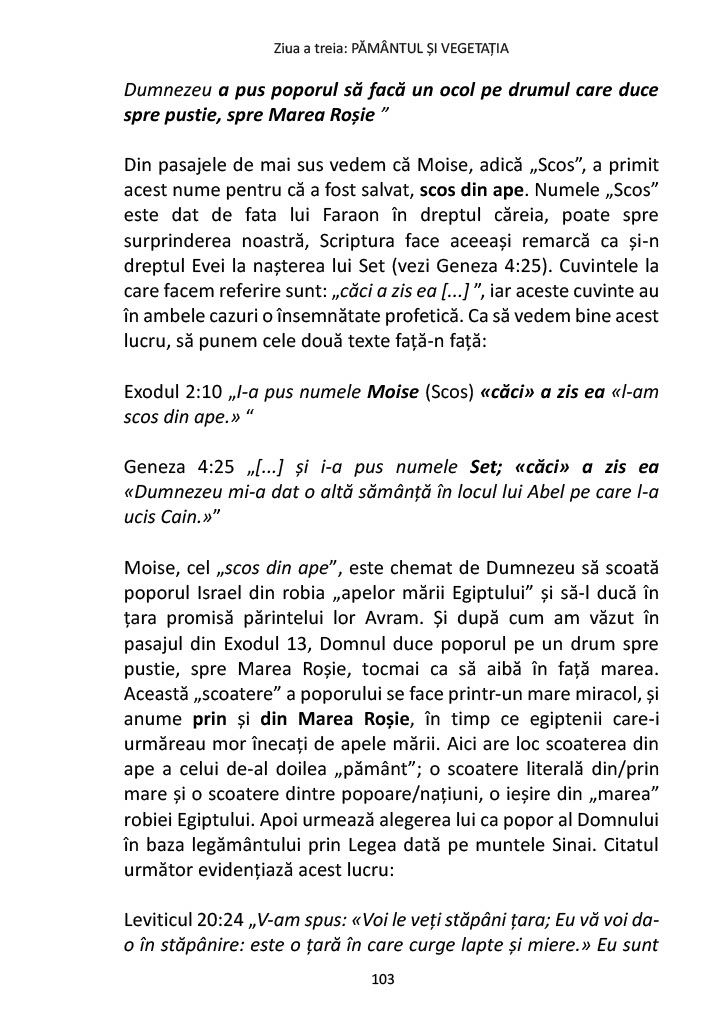 Ziua a treia: PĂMÂNTUL ȘI VEGETAȚIA
Dumnezeu a pus poporul să facă un ocol pe drumul care duce
spre pustie, spre Marea Roșie ”
Din pasajele de mai sus vedem că Moise, adică „Scos”, a primit
acest nume pentru că a fost salvat, scos din ape. Numele „Scos”
este dat de fata lui Faraon în dreptul căreia, poate spre
surprinderea noastră, Scriptura face aceeași remarcă ca și-n
dreptul Evei la nașterea lui Set (vezi Geneza 4:25). Cuvintele la
care facem referire sunt: „căci a zis ea [...] ”, iar aceste cuvinte au
în ambele cazuri o însemnătate profetică. Ca să vedem bine acest
lucru, să punem cele două texte față-n față:
Exodul 2:10 „I-a pus numele Moise (Scos) «căci» a zis ea «l-am
scos din ape.» “
Geneza 4:25 „[...] și i-a pus numele Set; «căci» a zis ea
«Dumnezeu mi-a dat o altă sămânță în locul lui Abel pe care l-a
ucis Cain.»”
Moise, cel „scos din ape”, este chemat de Dumnezeu să scoată
poporul Israel din robia „apelor mării Egiptului” și să-l ducă în
țara promisă părintelui lor Avram. Și după cum am văzut în
pasajul din Exodul 13, Domnul duce poporul pe un drum spre
pustie, spre Marea Roșie, tocmai ca să aibă în față marea.
Această „scoatere” a poporului se face printr-un mare miracol, și
anume prin și din Marea Roșie, în timp ce egiptenii care-i
urmăreau mor înecați de apele mării. Aici are loc scoaterea din
ape a celui de-al doilea „pământ”; o scoatere literală din/prin
mare și o scoatere dintre popoare/națiuni, o ieșire din „marea”
robiei Egiptului. Apoi urmează alegerea lui ca popor al Domnului
în baza legământului prin Legea dată pe muntele Sinai. Citatul
următor evidențiază acest lucru:
Leviticul 20:24 „V-am spus: «Voi le veți stăpâni țara; Eu vă voi da-
o în stăpânire: este o țară în care curge lapte și miere.» Eu sunt
103